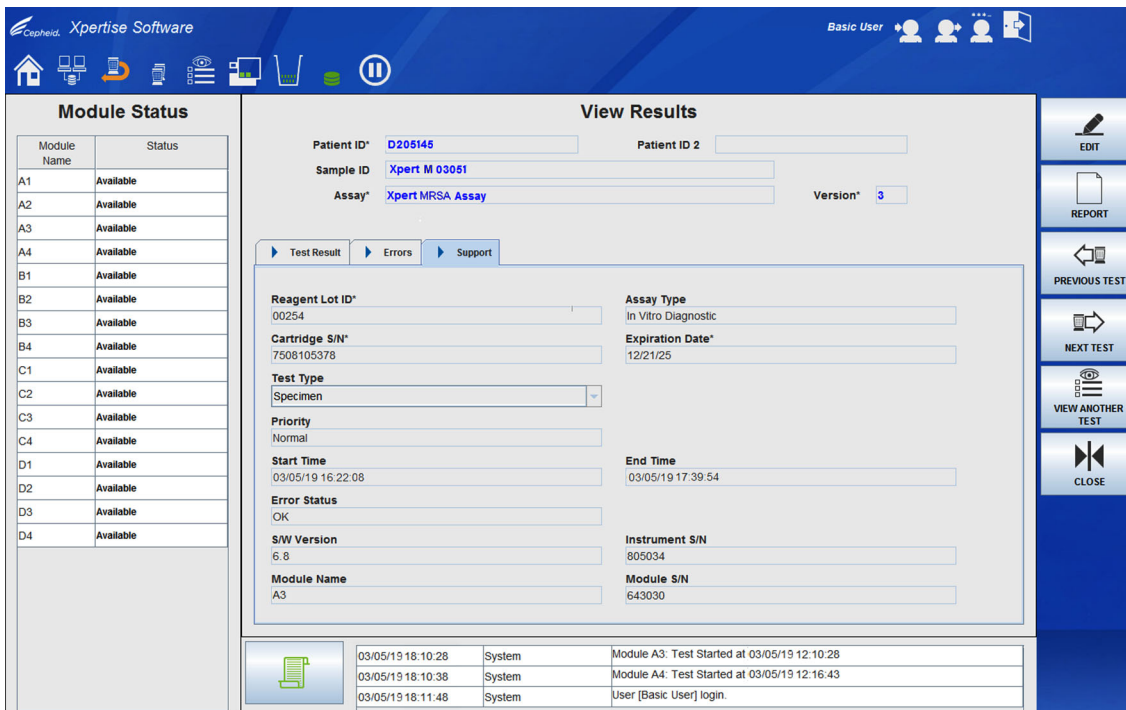 Cepheid. Xpertise Software
Basic User
Module Status
Module Name Status
A1 Available
A2 Available
A3 Available
A4 Available
B1 Available
B2 Available
B3 Available
B4 Available
C1 Available
C2 Available
C3 Available
C4 Available
D1 Available
D2 Available
D3 Available
D4 Available
View Results
Patient ID* D205145 Patient ID 2
Sample ID Xpert M 03051
Assay* Xpert MRSA Assay Version* 3
Test Result Errors Support
Reagent Lot ID* Assay Type
00254 In Vitro Diagnostic
Cartridge S/N* Expiration Date*
7508105378 12/21/25
Test Type
Specimen
Priority
Normal
Start Time End Time
03/05/19 16:22:08 03/05/19 17:39:54
Error Status
OK
S/W Version Instrument S/N
6.8 805034
Module Name Module S/N
A3 643030
03/05/19 18:10:28 System Module A3: Test Started at 03/05/19 12:10:28
03/05/19 18:10:38 System Module A4: Test Started at 03/05/19 12:16:43
03/05/19 18:11:48 System User [Basic User] login.
EDIT
REPORT
PREVIOUS TEST
NEXT TEST
VIEW ANOTHER
TEST
CLOSE